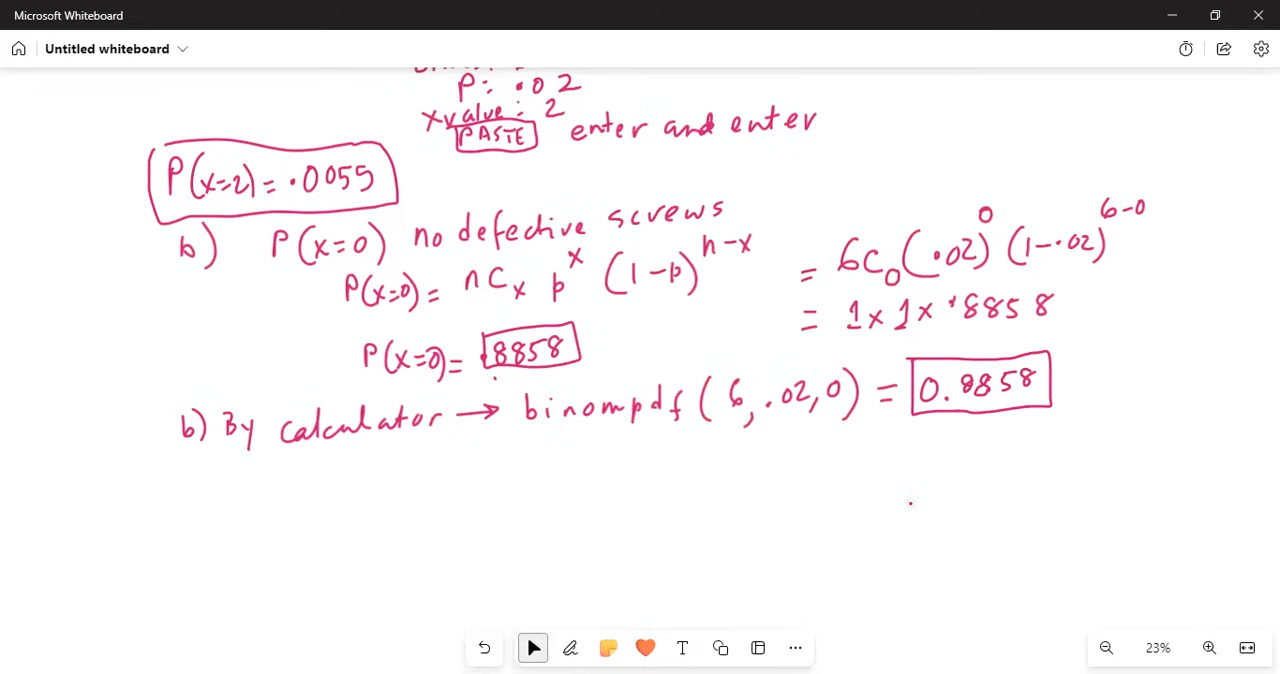 Microsoft Whiteboard
Untitled whiteboard
P: .02
xvalue: 2
PASTE enter and enter
P(x=2) = .0055
b) P(x=0) no defective screws
P(x=0) = nCx p^x (1-p)^n-x = 6C0 (.02)^0 (1-.02)^6-0
= 1x 1x .8858
P(x=0) = .8858
b) By calculator → binompdf (6, .02, 0) = 0.8858
23%